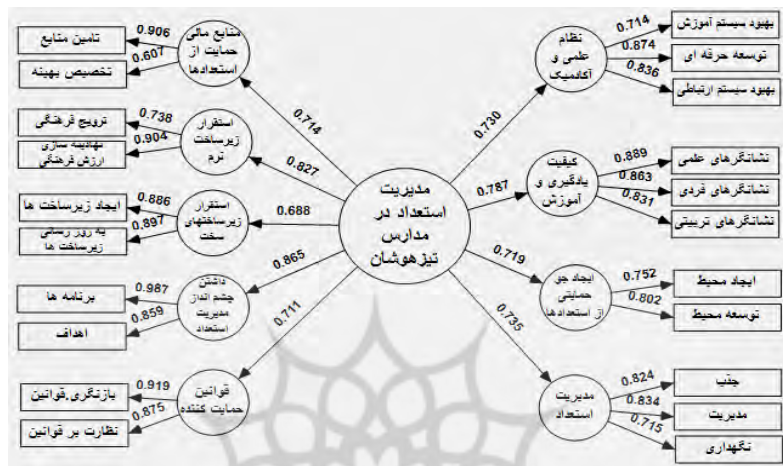 مدیریت
استعداد در
مدارس
تیزهوشان
0.730
نظام
علمی و
آکادمیک
0.714
بهبود سیستم آموزش
0.874
توسعه حرفه ای
0.836
بهبود سیستم ارتباطی
0.787
کیفیت
یادگیری و
آموزش
0.889
نشانگرهای علمی
0.863
نشانگرهای فردی
0.831
نشانگرهای تربیتی
0.719
ایجاد جو
حمایتی
از استعدادها
0.752
ایجاد محیط
0.802
توسعه محیط
0.735
مدیریت
استعداد
0.824
جذب
0.834
مدیریت
0.715
نگهداری
0.714
منابع مالی
حمایت از
استعدادها
0.906
تامین منابع
0.607
تخصیص بهینه
0.827
استقرار
زیرساخت
نرم
0.738
ترویج فرهنگی
0.904
نهادینه سازی
ارزش فرهنگی
0.688
استقرار
زیرساختهای
سخت
0.886
ایجاد زیرساخت ها
0.897
به روز رسانی
زیرساخت ها
0.865
داشتن
چشم انداز
مدیریت
استعداد
0.987
برنامه ها
0.859
اهداف
0.711
قوانین
حمایت کننده
0.919
بازنگری.قوانین
0.875
نظارت بر قوانین